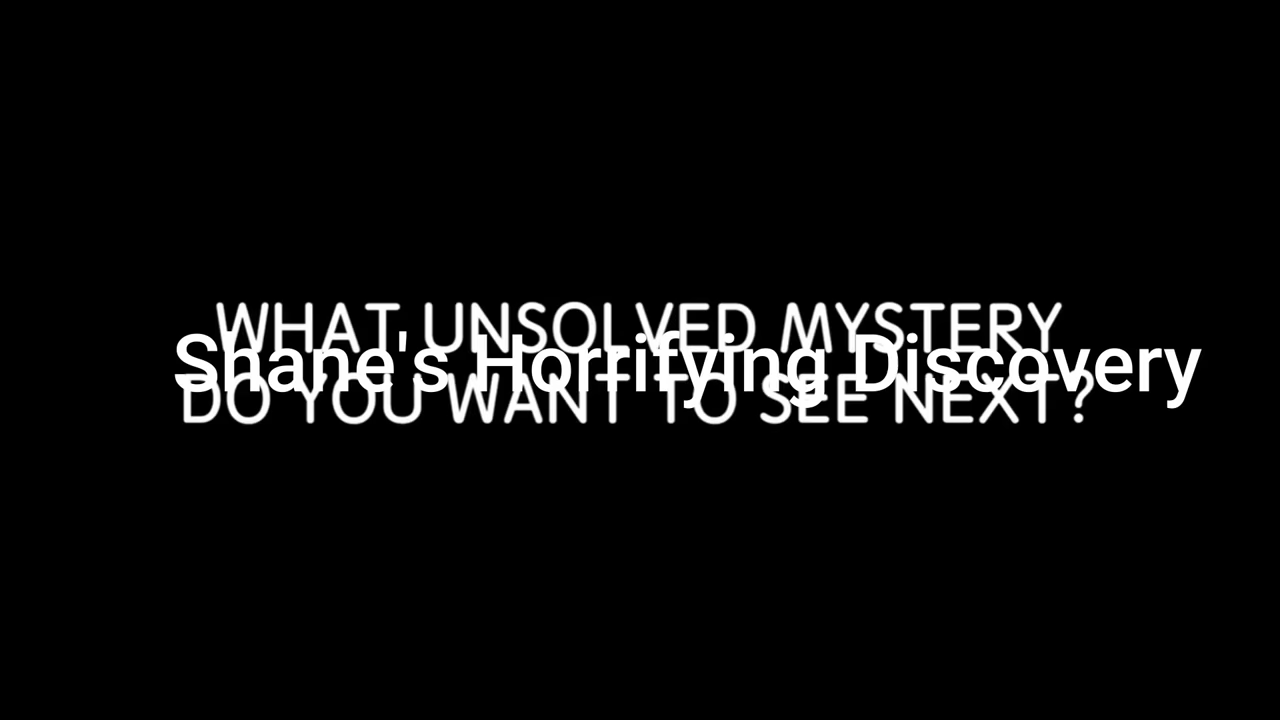 WHAT UNSOLVED MYSTERY
Shane's Horrifying Discovery
DO YOU WANT TO SEE NEXT?